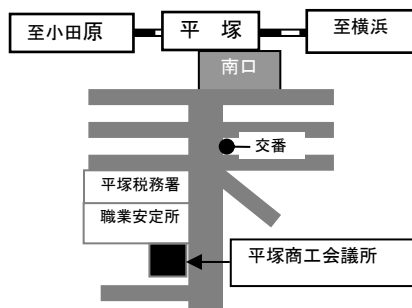 至小田原
平 塚
至横浜
南口
交番
平塚税務署
職業安定所
平塚商工会議所